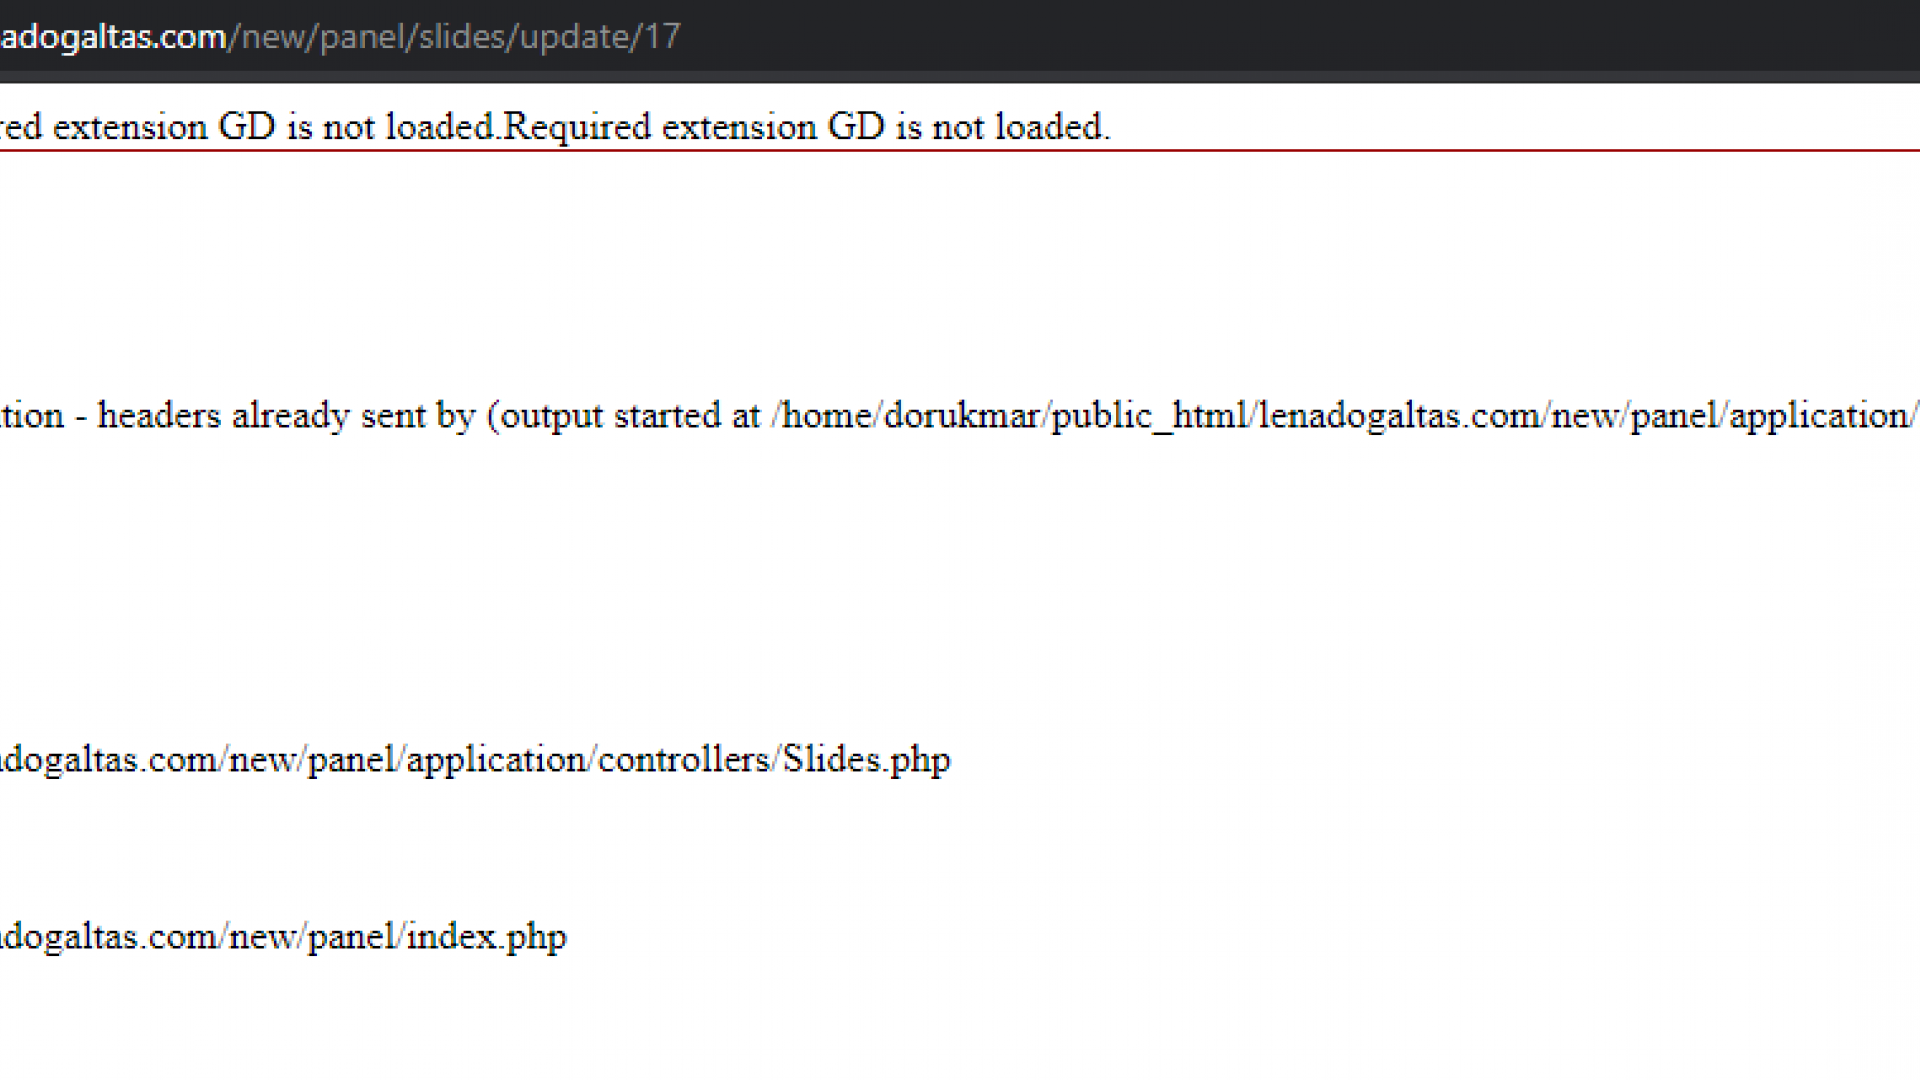 adogaltas.com/new/panel/slides/update/17
red extension GD is not loaded.Required extension GD is not loaded.
tion - headers already sent by (output started at /home/dorukmar/public_html/lenadogaltas.com/new/panel/application/
dogaltas.com/new/panel/application/controllers/Slides.php
dogaltas.com/new/panel/index.php